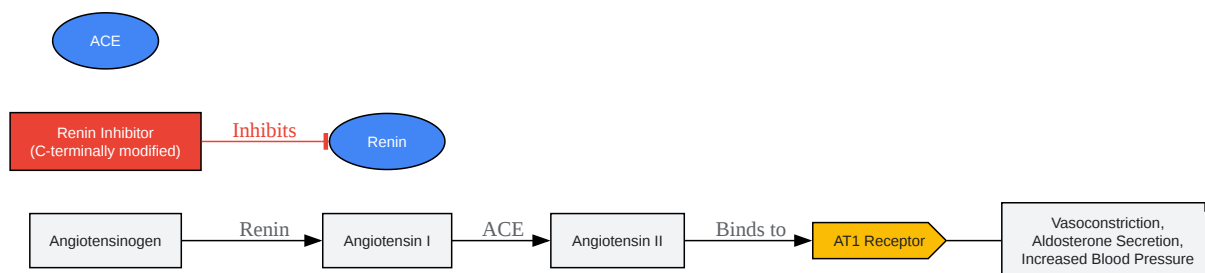 ACE
Renin Inhibitor
(C-terminally modified)
Inhibits
Renin
Angiotensinogen
Renin
Angiotensin I
ACE
Angiotensin II
Binds to
AT1 Receptor
Vasoconstriction,
Aldosterone Secretion,
Increased Blood Pressure